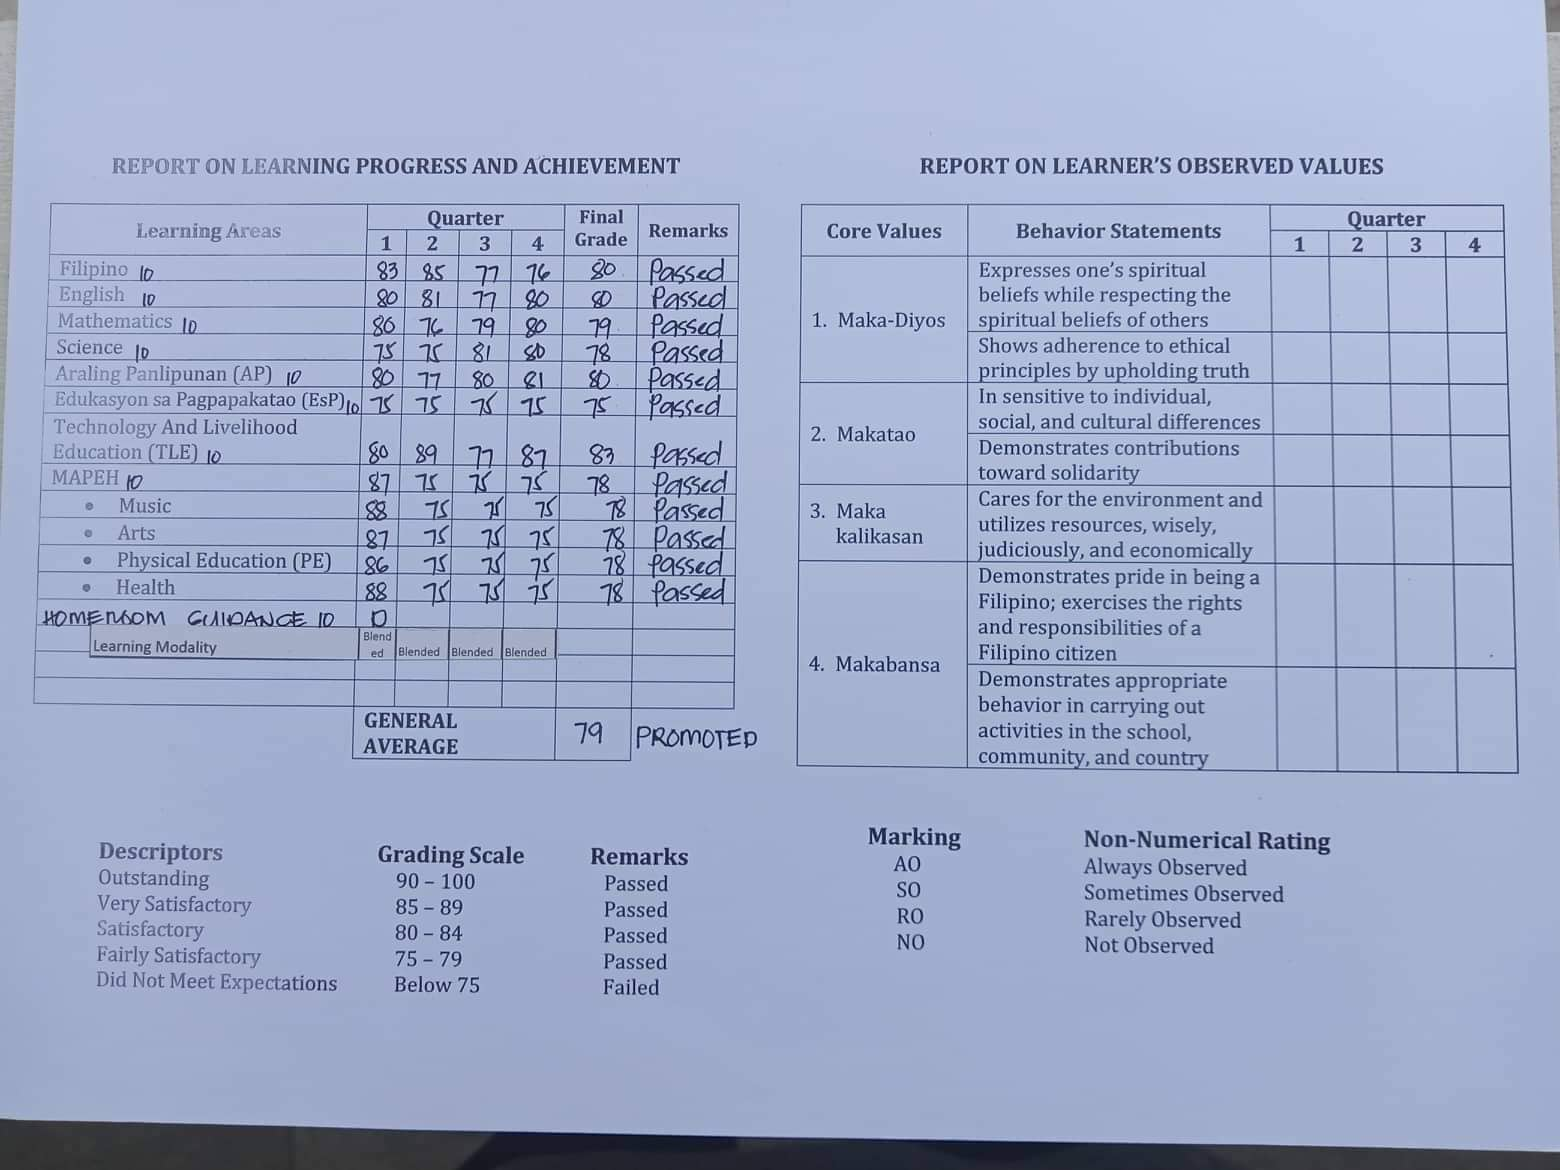 REPORT ON LEARNING PROGRESS AND ACHIEVEMENT
Learning Areas Quarter Final Grade Remarks
1 2 3 4
Filipino 10 83 85 77 76 80 Passed
English 10 80 81 77 80 80 Passed
Mathematics 10 80 76 79 80 79 Passed
Science 10 75 75 81 80 78 Passed
Araling Panlipunan (AP) 10 80 77 80 81 80 Passed
Edukasyon sa Pagpapakatao (EsP) 10 75 75 75 75 75 Passed
Technology And Livelihood
Education (TLE) 10 80 89 77 87 83 Passed
MAPEH 10 87 75 75 75 78 Passed
• Music 88 75 75 75 78 Passed
• Arts 87 75 75 75 78 Passed
• Physical Education (PE) 86 75 75 75 78 Passed
• Health 88 75 75 75 78 Passed
HOMEROOM GUIDANCE 10 D
Learning Modality Blended Blended Blended Blended
GENERAL
AVERAGE 79 PROMOTED
Descriptors Grading Scale Remarks
Outstanding 90 – 100 Passed
Very Satisfactory 85 – 89 Passed
Satisfactory 80 – 84 Passed
Fairly Satisfactory 75 – 79 Passed
Did Not Meet Expectations Below 75 Failed
REPORT ON LEARNER'S OBSERVED VALUES
Core Values Behavior Statements Quarter
1 2 3 4
1. Maka-Diyos
Expresses one's spiritual
beliefs while respecting the
spiritual beliefs of others
Shows adherence to ethical
principles by upholding truth
2. Makatao
In sensitive to individual,
social, and cultural differences
Demonstrates contributions
toward solidarity
3. Maka
kalikasan
Cares for the environment and
utilizes resources, wisely,
judiciously, and economically
4. Makabansa
Demonstrates pride in being a
Filipino; exercises the rights
and responsibilities of a
Filipino citizen
Demonstrates appropriate
behavior in carrying out
activities in the school,
community, and country
Marking Non-Numerical Rating
AO Always Observed
SO Sometimes Observed
RO Rarely Observed
NO Not Observed